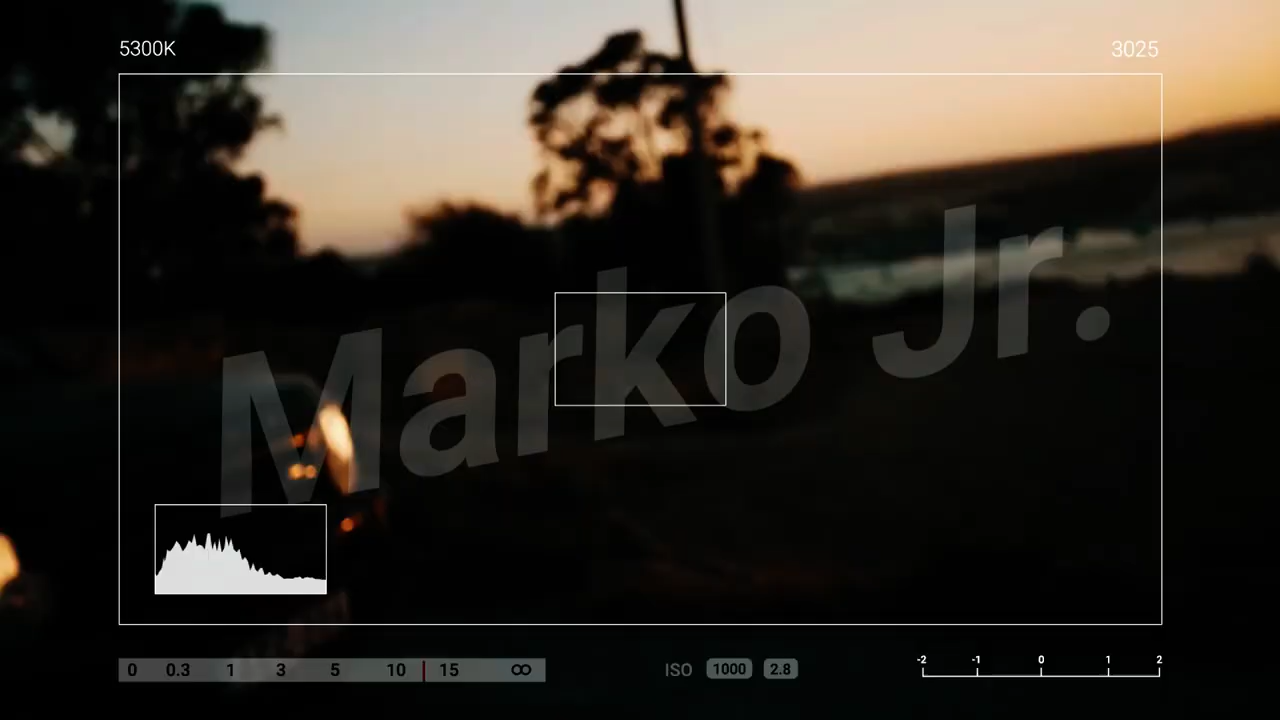 5300K
3025
Marko Jr.
0 0.3 1 3 5 10 15 ∞
ISO 1000 2.8
-2 -1 0 1 2